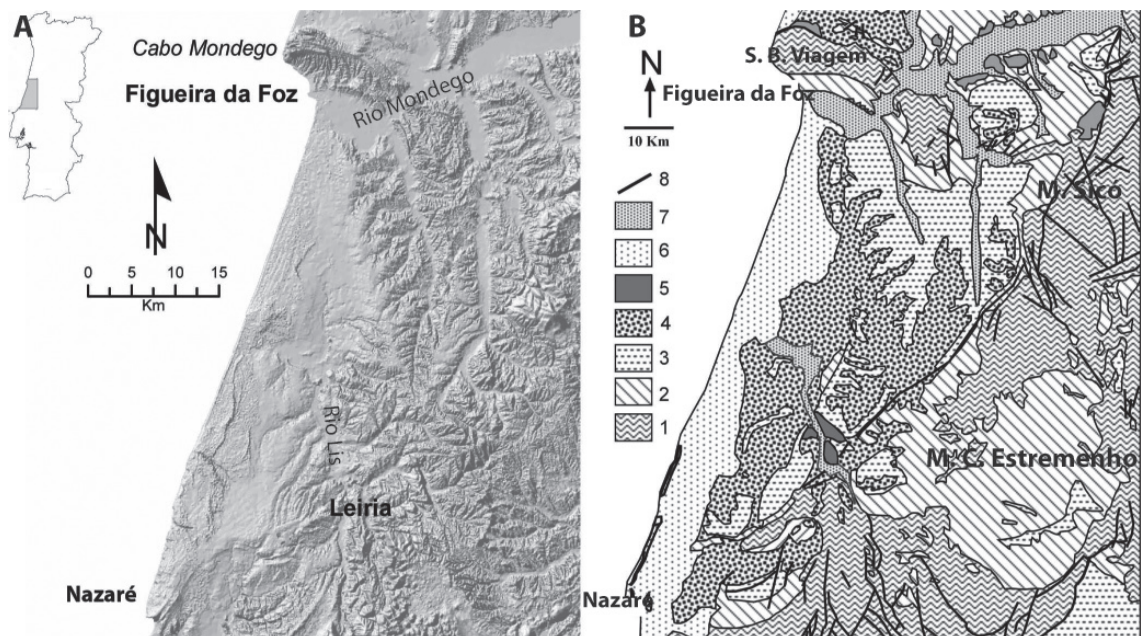 A
Cabo Mondego
Figueira da Foz
Rio Mondego
N
0 5 10 15
Km
Rio Lis
Leiria
Nazaré
B
S. B. Viagem
N
Figueira da Foz
10 Km
M. Sicó
8
7
6
5
4
3
2
1
M. C. Estremenho
Nazaré